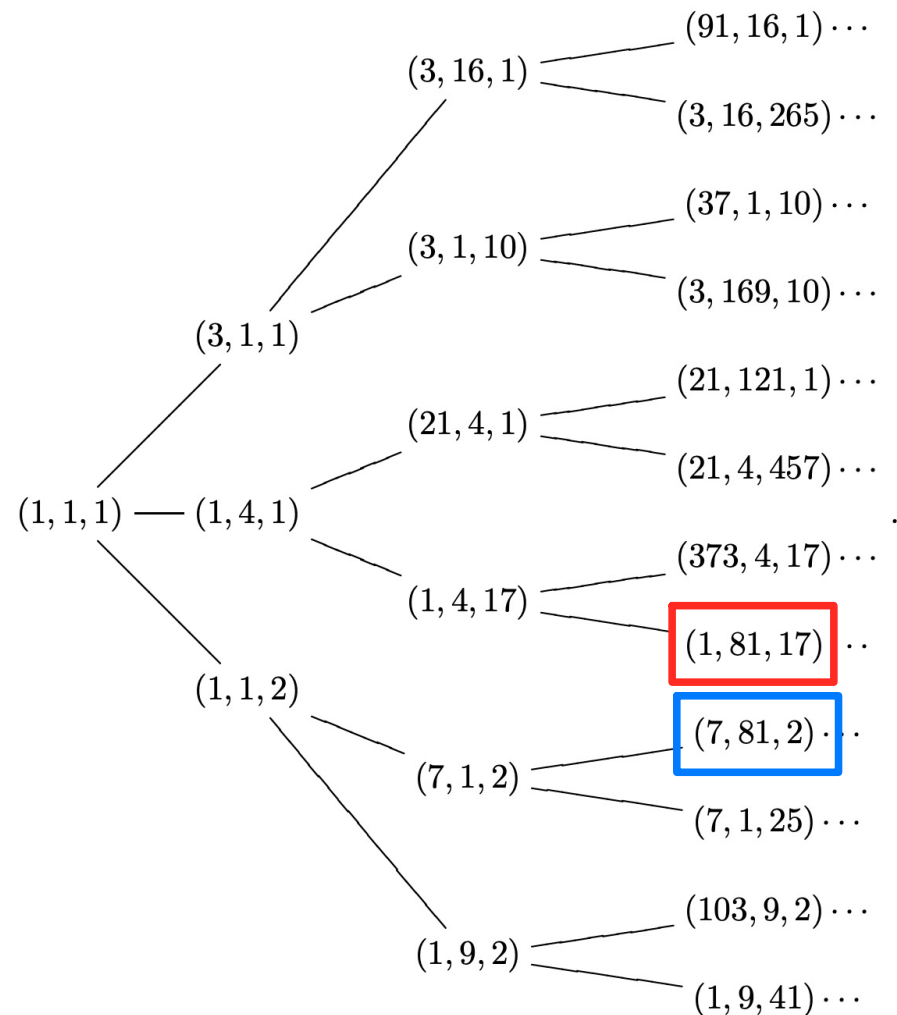 (91, 16, 1) ⋯
(3, 16, 1)
(3, 16, 265) ⋯
(37, 1, 10) ⋯
(3, 1, 10)
(3, 169, 10) ⋯
(3, 1, 1)
(21, 121, 1) ⋯
(21, 4, 1)
(21, 4, 457) ⋯
(1, 1, 1) — (1, 4, 1) .
(373, 4, 17) ⋯
(1, 4, 17)
(1, 81, 17) ⋅⋅
(1, 1, 2)
(7, 81, 2) ⋯
(7, 1, 2)
(7, 1, 25) ⋯
(103, 9, 2) ⋯
(1, 9, 2)
(1, 9, 41) ⋯